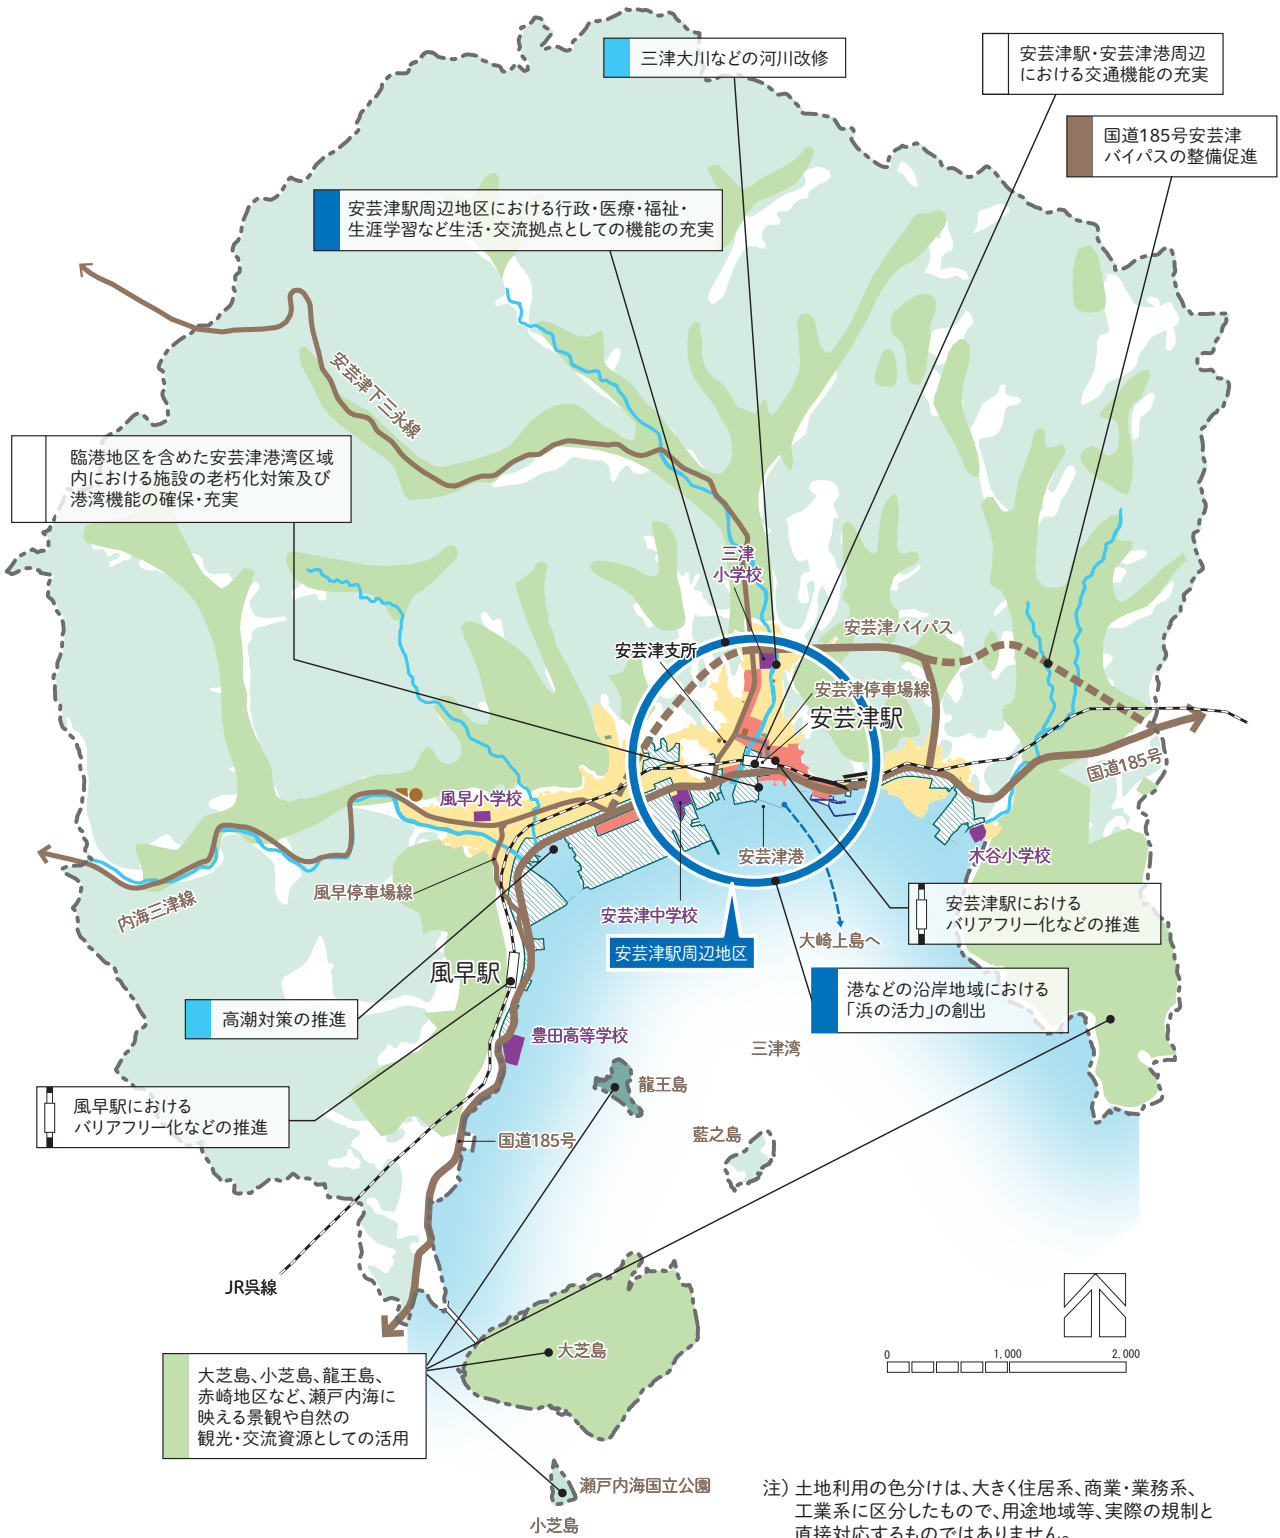 三津大川などの河川改修
安芸津駅・安芸津港周辺
における交通機能の充実
国道185号安芸津
バイパスの整備促進
安芸津駅周辺地区における行政・医療・福祉・
生涯学習など生活・交流拠点としての機能の充実
安芸津下三永線
臨港地区を含めた安芸津港湾区域
内における施設の老朽化対策及び
港湾機能の確保・充実
三津
小学校
安芸津バイパス
安芸津支所
安芸津停車場線
安芸津駅
国道185号
風早小学校
安芸津港
木谷小学校
風早停車場線
内海三津線
安芸津中学校
安芸津駅における
バリアフリー化などの推進
大崎上島へ
安芸津駅周辺地区
風早駅
港などの沿岸地域における
「浜の活力」の創出
高潮対策の推進
豊田高等学校
三津湾
龍王島
風早駅における
バリアフリー化などの推進
藍之島
国道185号
JR呉線
大芝島
0 1,000 2,000
大芝島、小芝島、龍王島、
赤崎地区など、瀬戸内海に
映える景観や自然の
観光・交流資源としての活用
瀬戸内海国立公園
小芝島
注）土地利用の色分けは、大きく住居系、商業・業務系、
工業系に区分したもので、用途地域等、実際の規制と
直接対応するものではありません。